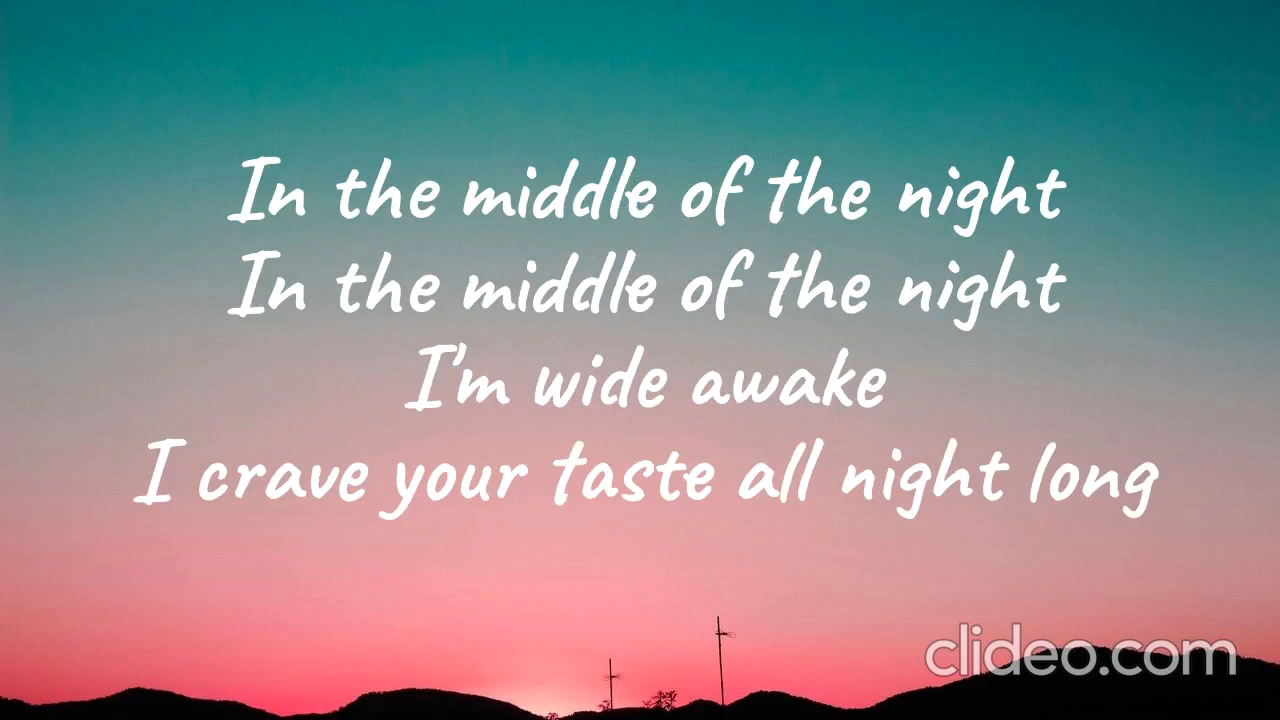 In the middle of the night
In the middle of the night
I'm wide awake
I crave your taste all night long
clideo.com